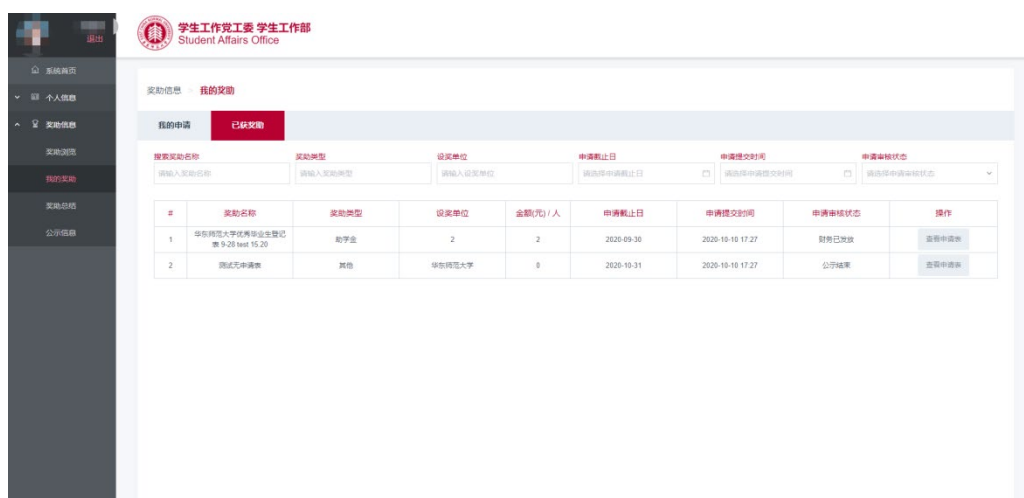 退出
学生工作党工委 学生工作部
Student Affairs Office
系统首页
个人信息
奖助信息
奖助浏览
我的奖助
奖助总结
公示信息
奖助信息 > 我的奖助
我的申请 已获奖助
搜索奖助名称 奖助类型 设奖单位 申请截止日 申请提交时间 申请审核状态
请输入奖助名称 请输入奖助类型 请输入设奖单位 请选择申请截止日 请选择申请提交时间 请选择申请审核状态
# 奖助名称 奖助类型 设奖单位 金额(元) / 人 申请截止日 申请提交时间 申请审核状态 操作
1 华东师范大学优秀毕业生登记表 9-28 test 15 20 助学金 2 2 2020-09-30 2020-10-10 17:27 财务已发放 查看申请表
2 测试无申请表 其他 华东师范大学 0 2020-10-31 2020-10-10 17:27 公示结束 查看申请表